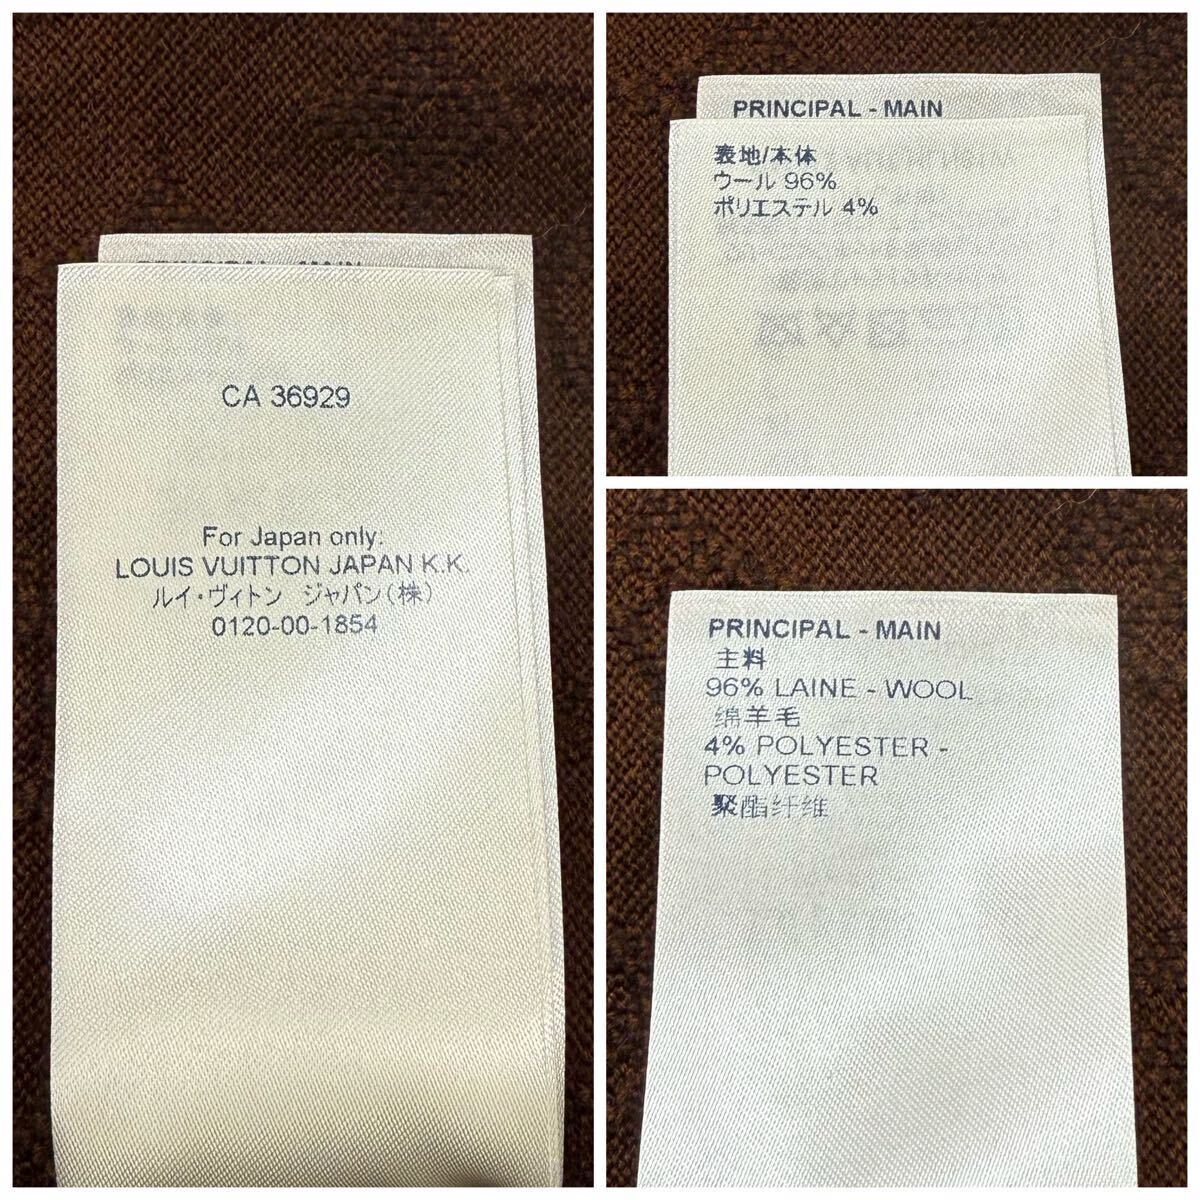 CA 36929
For Japan only:
LOUIS VUITTON JAPAN K.K.
ルイ・ヴィトン ジャパン(株)
0120-00-1854
PRINCIPAL - MAIN
表地/本体
ウール 96%
ポリエステル 4%
PRINCIPAL - MAIN
主料
96% LAINE - WOOL
绵羊毛
4% POLYESTER -
POLYESTER
聚酯纤维